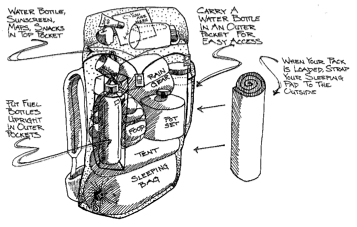 WATER BOTTLE,
SUNSCREEN,
MAPS, SNACKS
IN TOP POCKET
CARRY A
WATER BOTTLE
IN AN OUTER
POCKET FOR
EASY ACCESS
WHEN YOUR PACK
IS LOADED, STRAP
YOUR SLEEPING
PAD TO THE
OUTSIDE
PUT FUEL
BOTTLES
UPRIGHT
IN OUTER
POCKETS
RAIN
GEAR
FOOD
POT
SET
TENT
SLEEPING
BAG